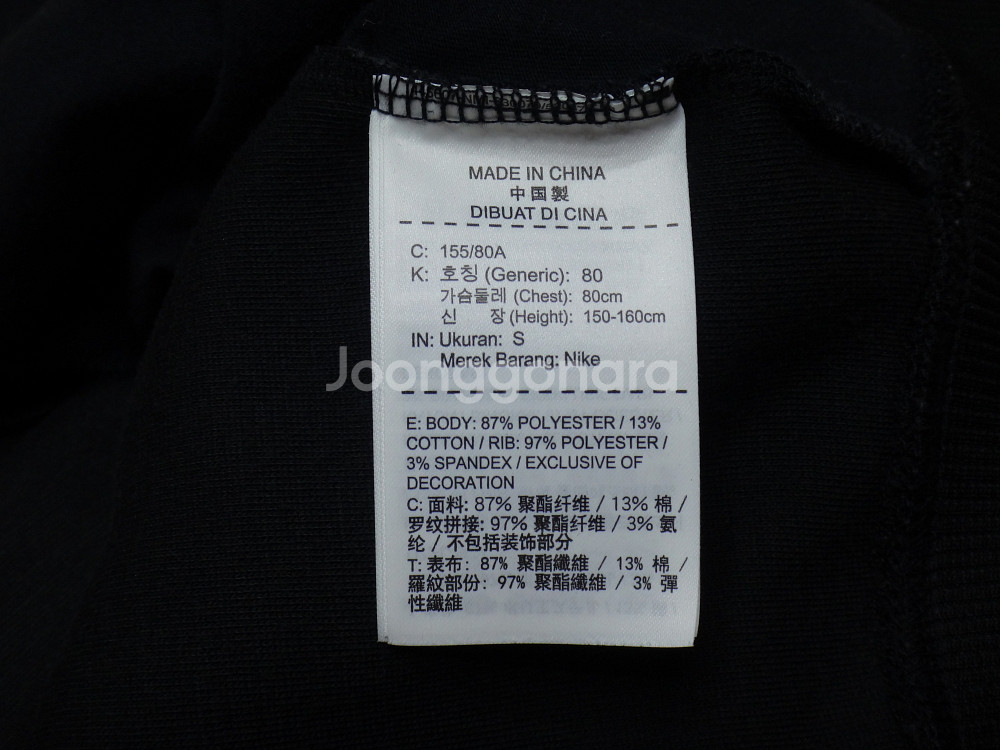 MADE IN CHINA
中国製
DIBUAT DI CINA
C: 155/80A
K: 호칭 (Generic): 80
가슴둘레 (Chest): 80cm
신 장 (Height): 150-160cm
IN: Ukuran: S
Merek Barang: Nike
Joonggonara
E: BODY: 87% POLYESTER / 13%
COTTON / RIB: 97% POLYESTER /
3% SPANDEX / EXCLUSIVE OF
DECORATION
C: 面料: 87% 聚酯纤维 / 13% 棉 /
罗纹拼接: 97% 聚酯纤维 / 3% 氨
纶 / 不包括装饰部分
T: 表布: 87% 聚酯纖維 / 13% 棉 /
羅紋部份: 97% 聚酯纖維 / 3% 彈
性纖維